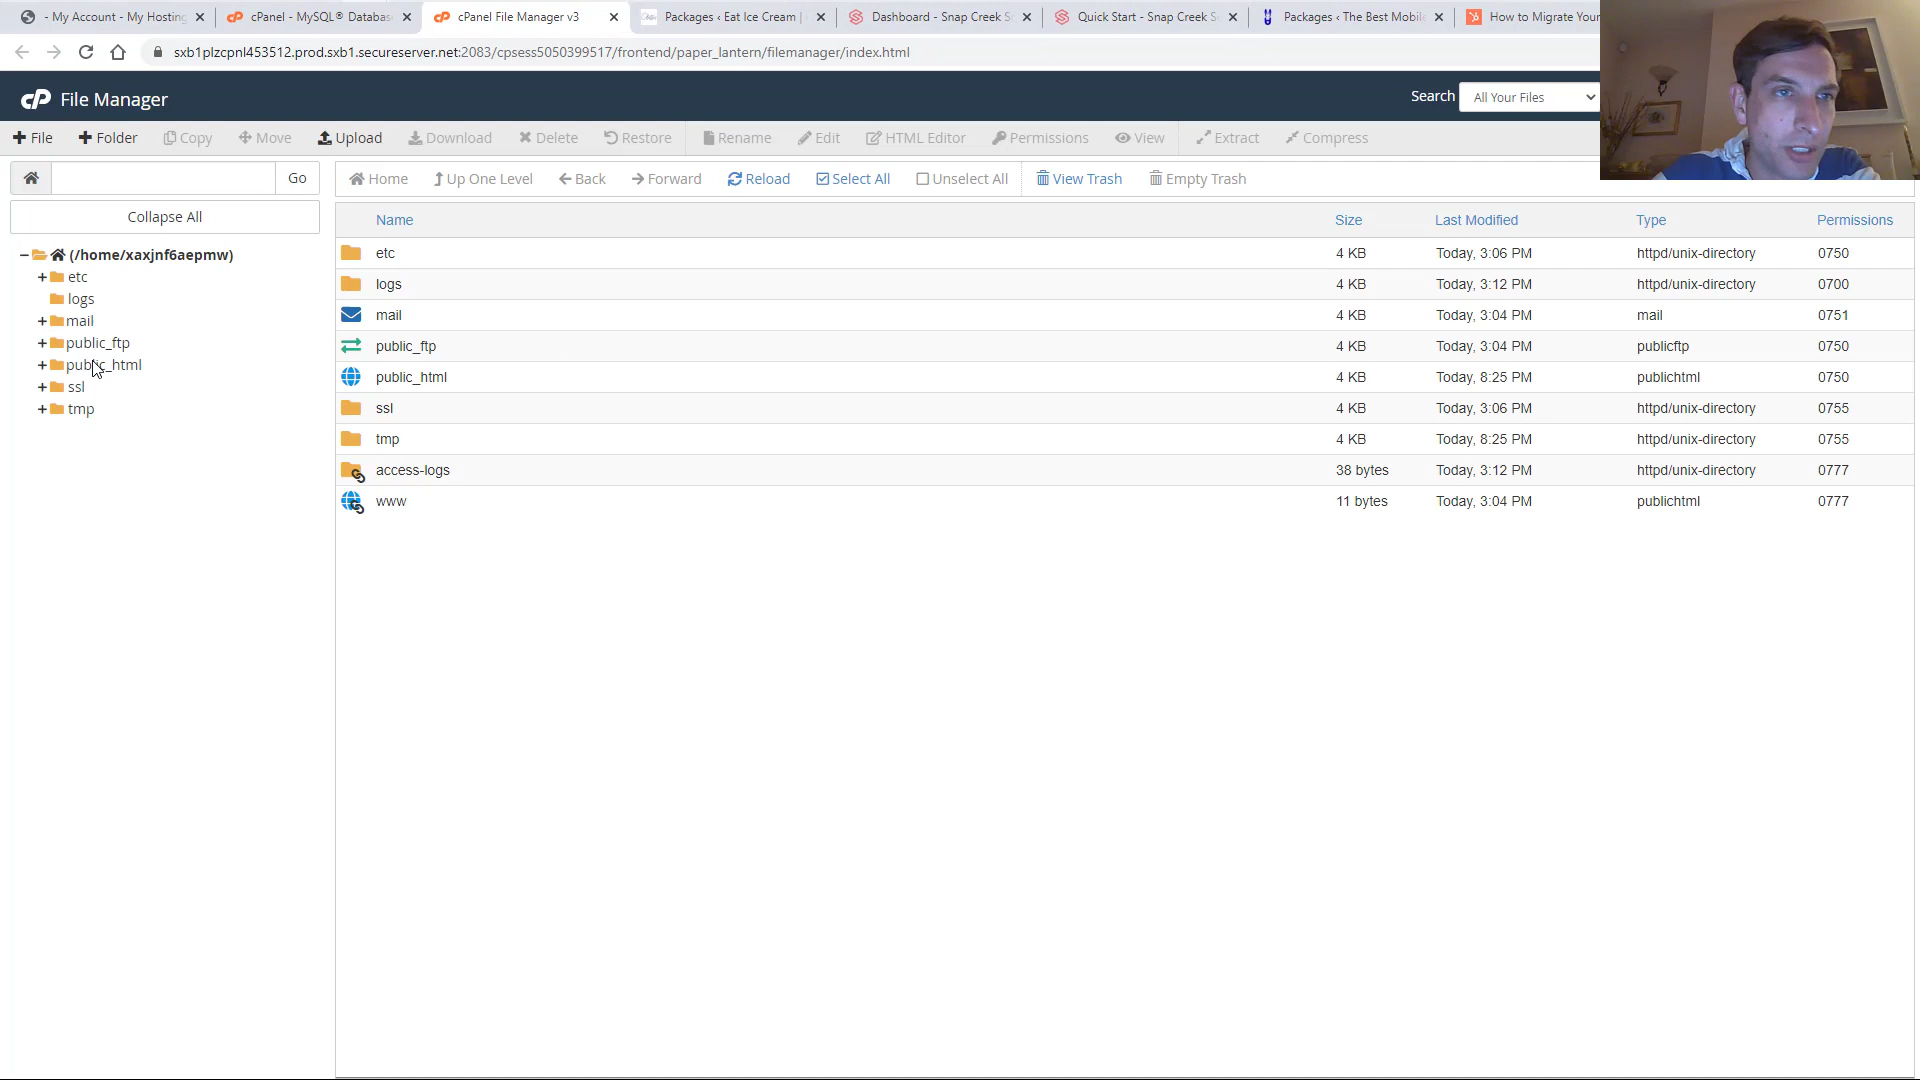 - My Account - My Hosting
cPanel - MySQL® Databas
cPanel File Manager v3
Packages ‹ Eat Ice Cream |
Dashboard - Snap Creek S
Quick Start - Snap Creek S
Packages ‹ The Best Mobile
How to Migrate Your
sxb1plzcpnl453512.prod.sxb1.secureserver.net:2083/cpsess5050399517/frontend/paper_lantern/filemanager/index.html
cP File Manager
Search All Your Files
File Folder Copy Move Upload Download Delete Restore Rename Edit HTML Editor Permissions View Extract Compress
Go
Home Up One Level Back Forward Reload Select All Unselect All View Trash Empty Trash
Collapse All
(/home/xaxjnf6aepmw)
etc
logs
mail
public_ftp
public_html
ssl
tmp
Name Size Last Modified Type Permissions
etc 4 KB Today, 3:06 PM httpd/unix-directory 0750
logs 4 KB Today, 3:12 PM httpd/unix-directory 0700
mail 4 KB Today, 3:04 PM mail 0751
public_ftp 4 KB Today, 3:04 PM publicftp 0750
public_html 4 KB Today, 8:25 PM publichtml 0750
ssl 4 KB Today, 3:06 PM httpd/unix-directory 0755
tmp 4 KB Today, 8:25 PM httpd/unix-directory 0755
access-logs 38 bytes Today, 3:12 PM httpd/unix-directory 0777
www 11 bytes Today, 3:04 PM publichtml 0777